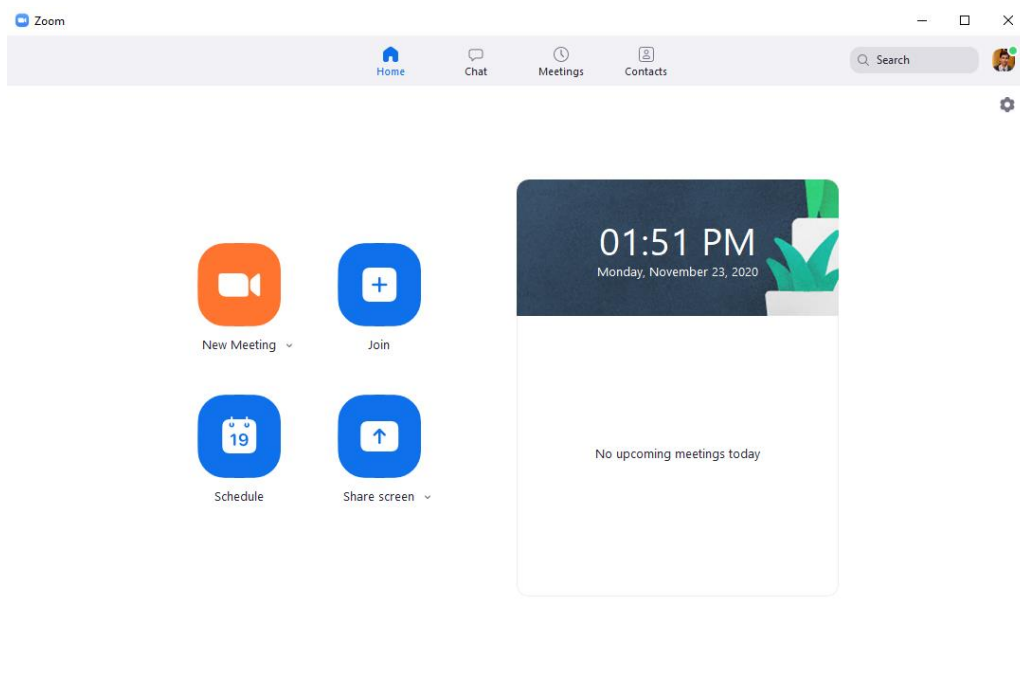 Zoom
Home
Chat
Meetings
Contacts
Search
01:51 PM
Monday, November 23, 2020
New Meeting
Join
19
Schedule
Share screen
No upcoming meetings today